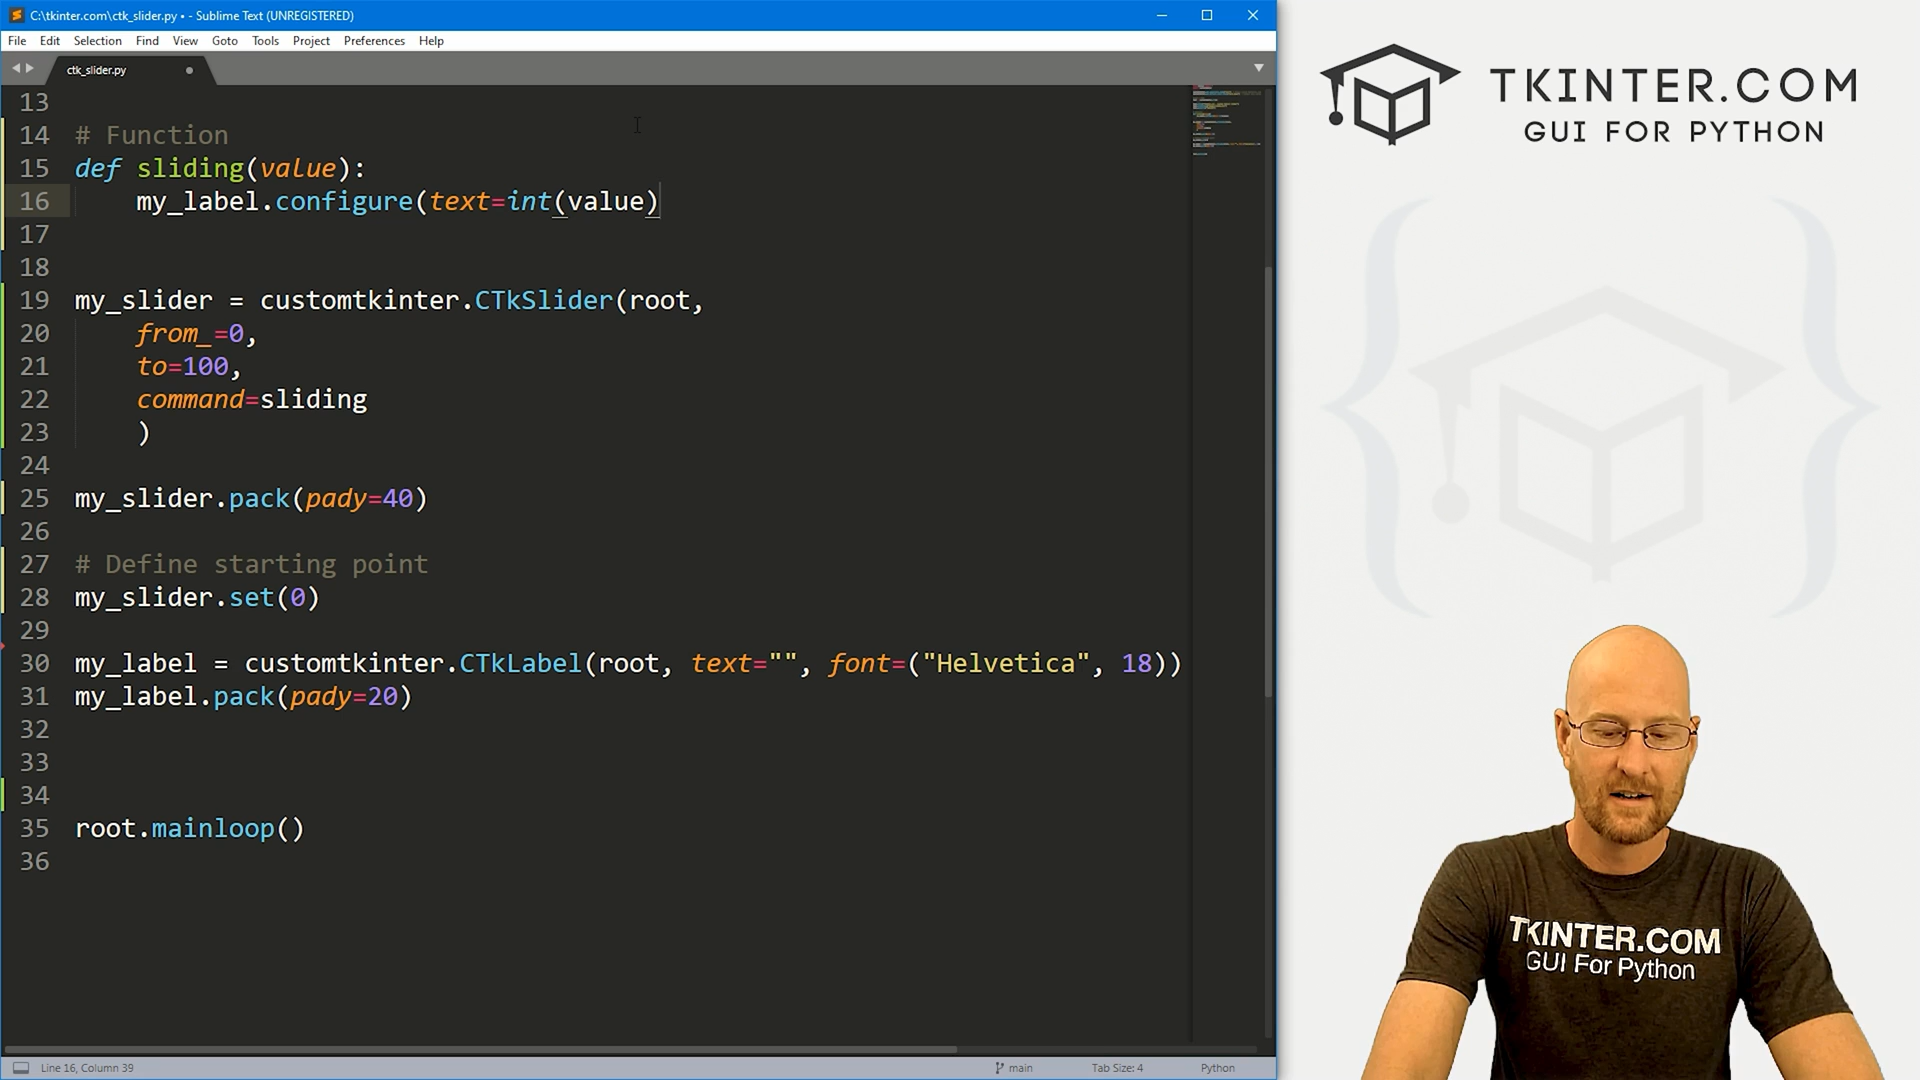 C:\tkinter.com\ctk_slider.py • - Sublime Text (UNREGISTERED)
File Edit Selection Find View Goto Tools Project Preferences Help
ctk_slider.py
13
14 # Function
15 def sliding(value):
16     my_label.configure(text=int(value)
17
18
19 my_slider = customtkinter.CTkSlider(root,
20     from_=0,
21     to=100,
22     command=sliding
23     )
24
25 my_slider.pack(pady=40)
26
27 # Define starting point
28 my_slider.set(0)
29
30 my_label = customtkinter.CTkLabel(root, text="", font=("Helvetica", 18))
31 my_label.pack(pady=20)
32
33
34
35 root.mainloop()
36
Line 16, Column 39
main
Tab Size: 4
Python
TKINTER.COM
GUI FOR PYTHON
TKINTER.COM
GUI For Python